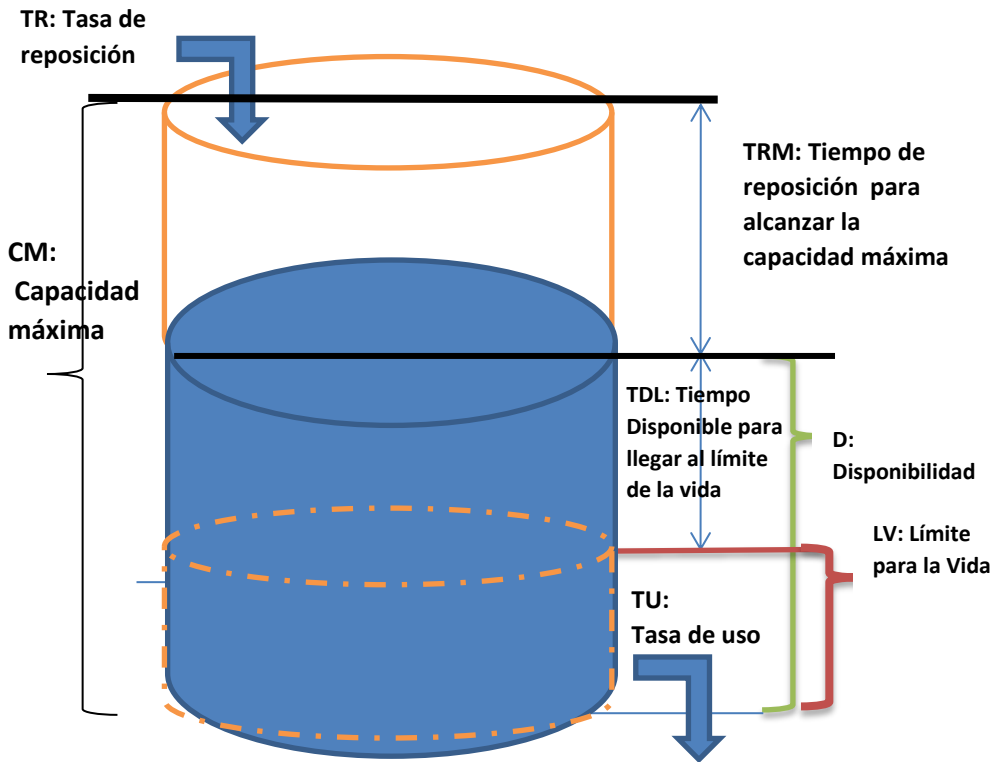 TR: Tasa de
reposición
TRM: Tiempo de
reposición para
alcanzar la
capacidad máxima
CM:
Capacidad
máxima
TDL: Tiempo
Disponible para
llegar al límite
de la vida
D:
Disponibilidad
LV: Límite
para la Vida
TU:
Tasa de uso